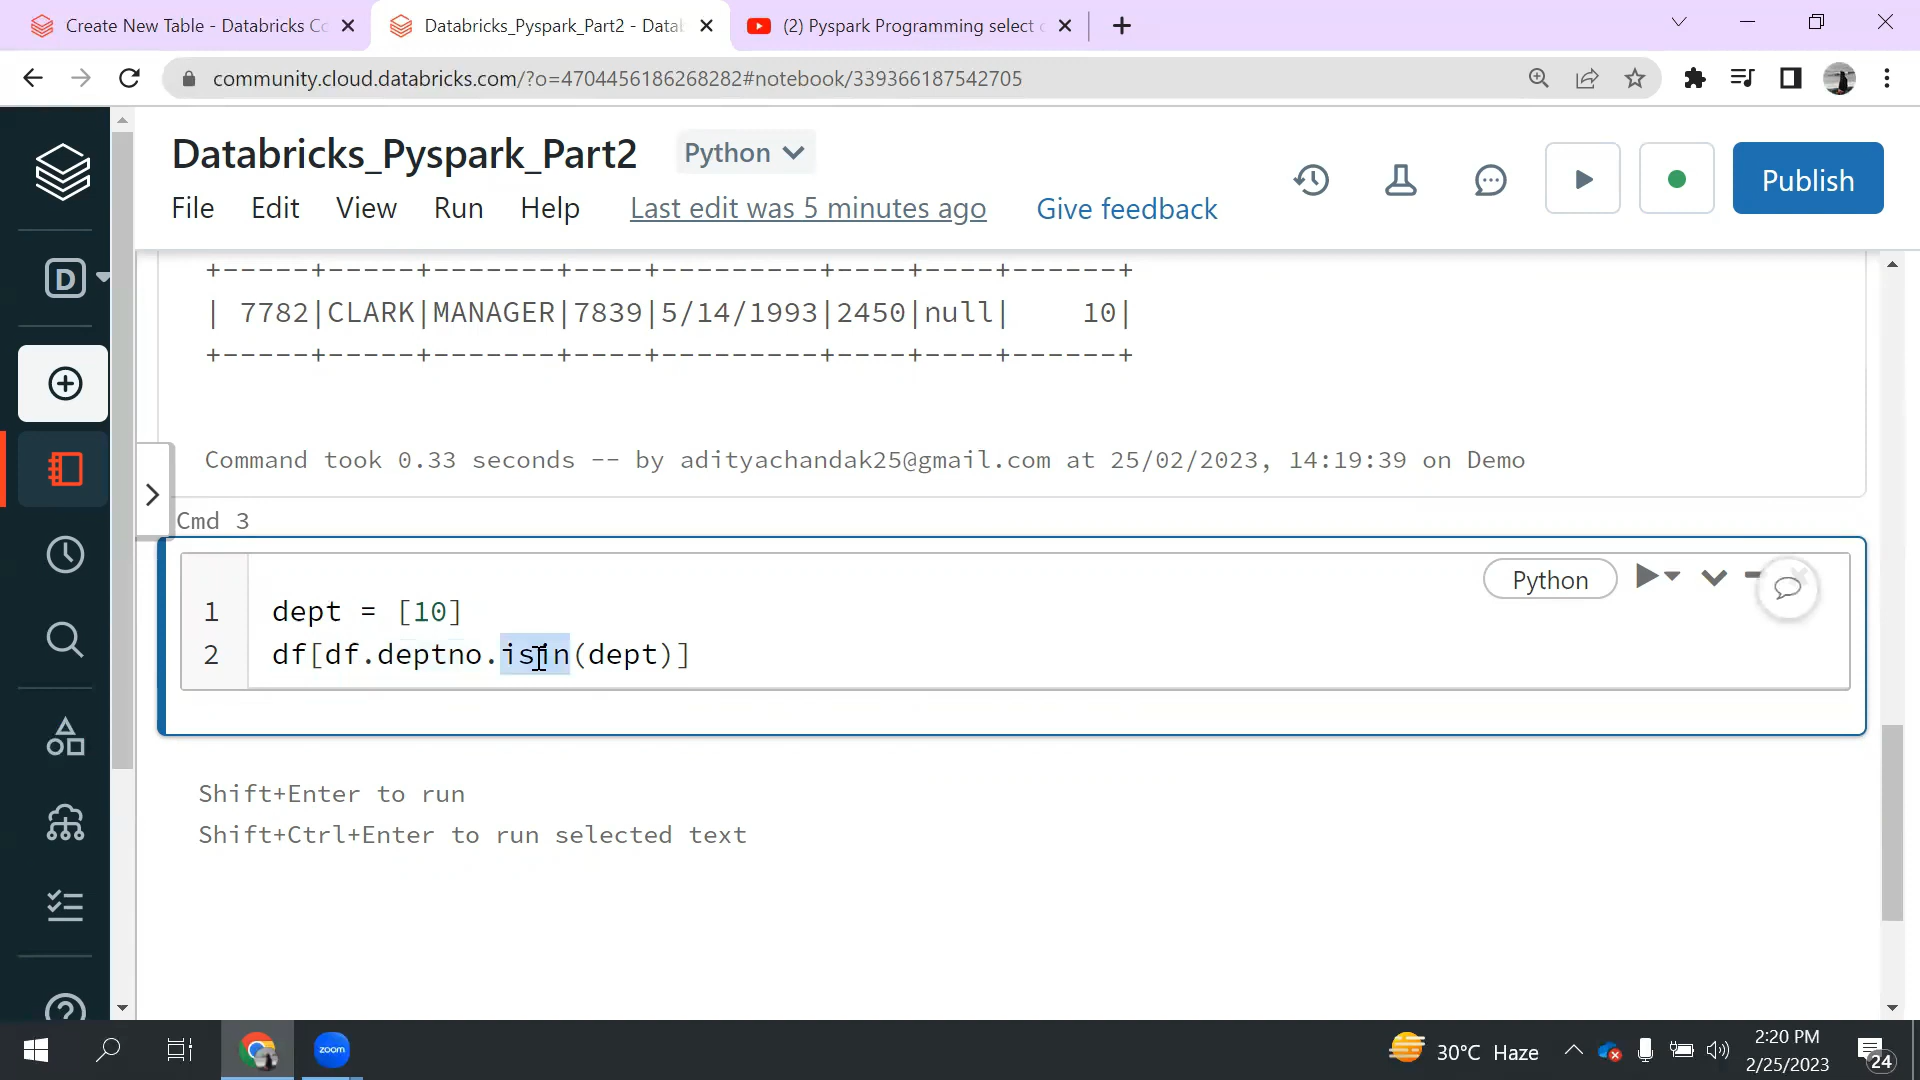 Create New Table - Databricks Co
Databricks_Pyspark_Part2 - Datab
(2) Pyspark Programming select c
community.cloud.databricks.com/?o=4704456186268282#notebook/339366187542705
Databricks_Pyspark_Part2
Python
File Edit View Run Help Last edit was 5 minutes ago Give feedback
Publish
D
+-----+-----+-------+----+---------+----+----+------+
| 7782|CLARK|MANAGER|7839|5/14/1993|2450|null|    10|
+-----+-----+-------+----+---------+----+----+------+
Command took 0.33 seconds -- by adityachandak25@gmail.com at 25/02/2023, 14:19:39 on Demo
Cmd 3
Python
1 dept = [10]
2 df[df.deptno.isin(dept)]
Shift+Enter to run
Shift+Ctrl+Enter to run selected text
zoom
30°C Haze
2:20 PM
2/25/2023
24